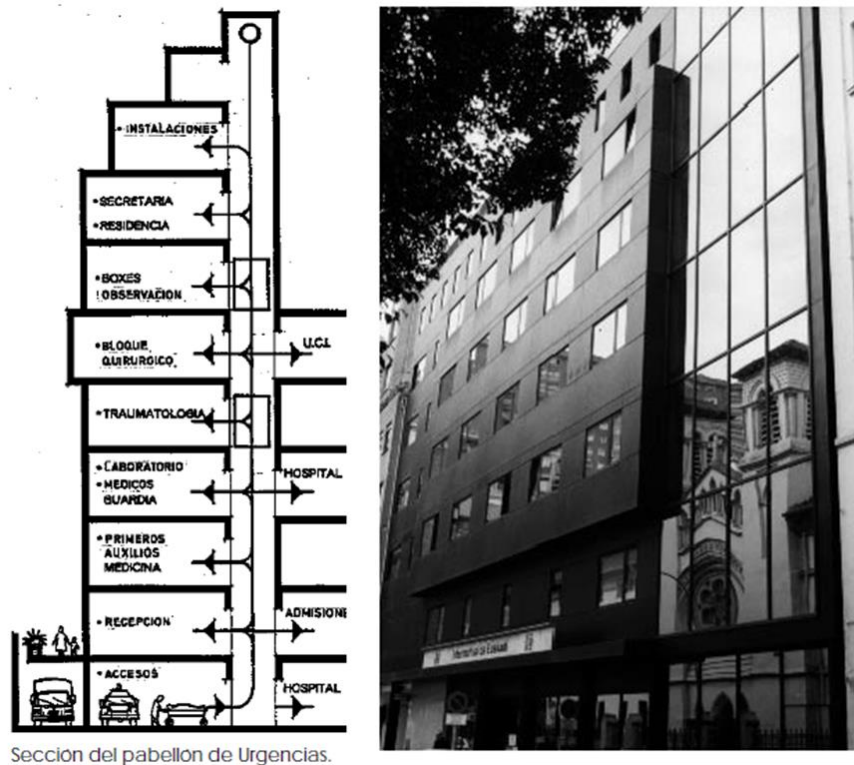 • INSTALACIONES
• SECRETARIA
• RESIDENCIA
• BOXES
OBSERVACION
• BLOQUE
QUIRURGICO
U.C.I.
• TRAUMATOLOGIA
• LABORATORIO
• MEDICOS
GUARDIA
HOSPITAL
• PRIMEROS
AUXILIOS
MEDICINA
• RECEPCION
ADMISIONE
• ACCESOS
HOSPITAL
Sección del pabellón de Urgencias.